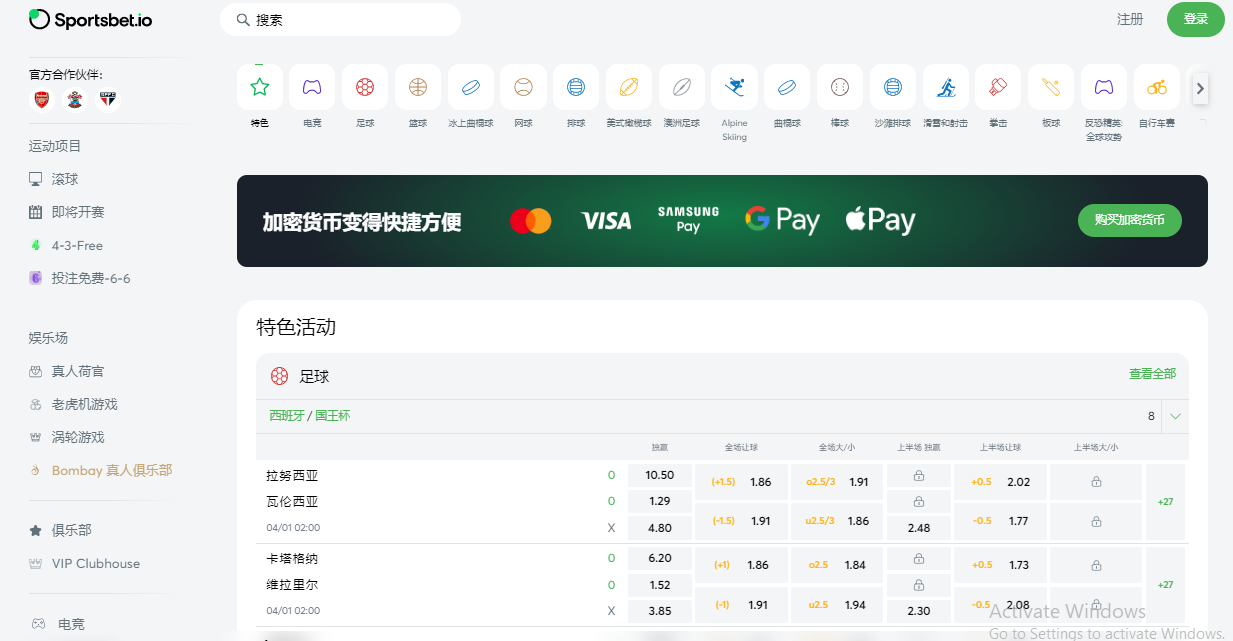 Sportsbet.io
搜索
注册
登录
官方合作伙伴:
运动项目
滚球
即将开赛
4-3-Free
投注免费-6-6
娱乐场
真人荷官
老虎机游戏
涡轮游戏
Bombay 真人俱乐部
俱乐部
VIP Clubhouse
电竞
特色
电竞
足球
篮球
冰上曲棍球
网球
排球
美式橄榄球
澳洲足球
Alpine
Skiing
曲棍球
棒球
沙滩排球
滑雪和射击
拳击
板球
反恐精英:
全球攻势
自行车赛
加密货币变得快捷方便
VISA
SAMSUNG
Pay
G Pay
Pay
购买加密货币
特色活动
足球
查看全部
西班牙 / 国王杯
8
独赢
全场让球
全场大/小
上半场 独赢
上半场让球
上半场大/小
拉努西亚
0
10.50
瓦伦西亚
0
1.29
04/01 02:00
X
4.80
(+1.5) 1.86
(-1.5) 1.91
o2.5/3 1.91
u2.5/3 1.86
2.48
+0.5 2.02
-0.5 1.77
+27
卡塔格纳
0
6.20
维拉里尔
0
1.52
04/01 02:00
X
3.85
(+1) 1.86
(-1) 1.91
o2.5 1.84
u2.5 1.94
2.30
+0.5 1.73
-0.5 2.08
+27
Activate Windows
Go to Settings to activate Windows.